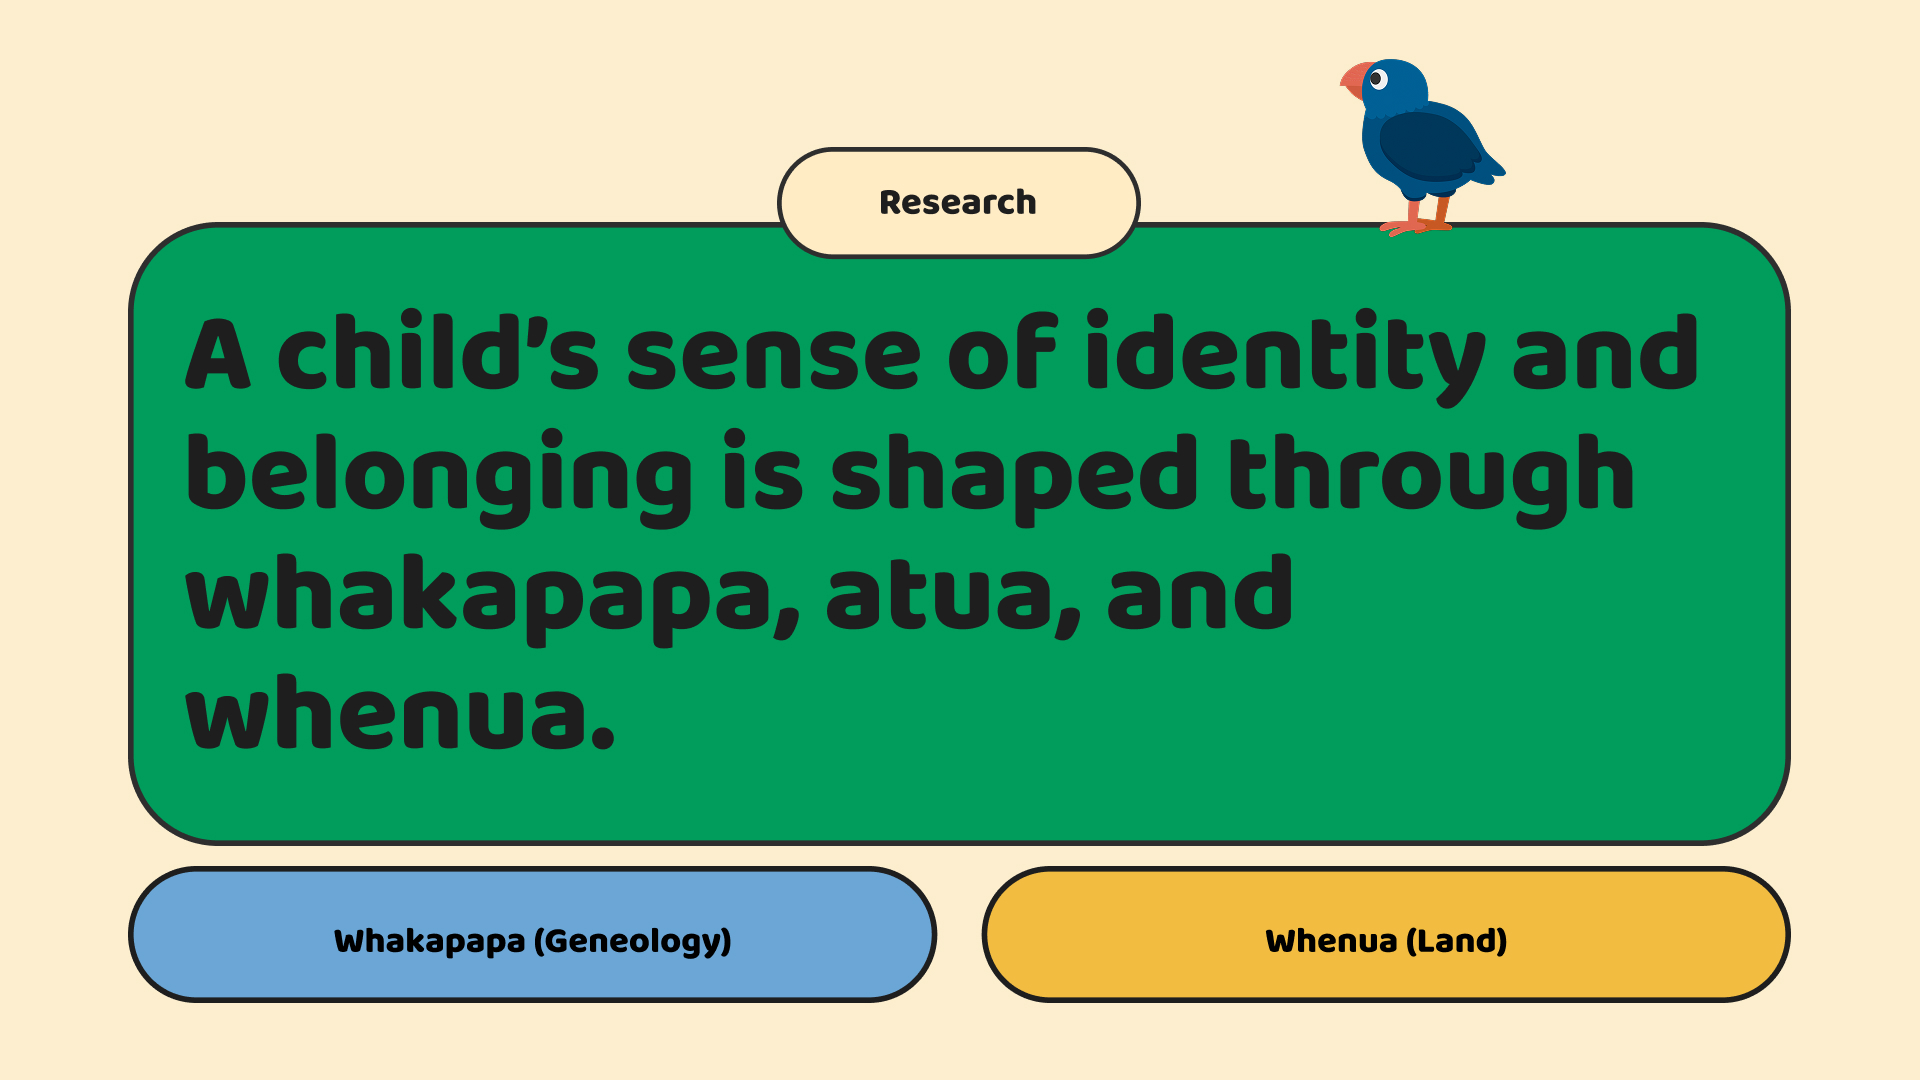 Research
A child’s sense of identity and
belonging is shaped through
whakapapa, atua, and
whenua.
Whakapapa (Geneology)
Whenua (Land)